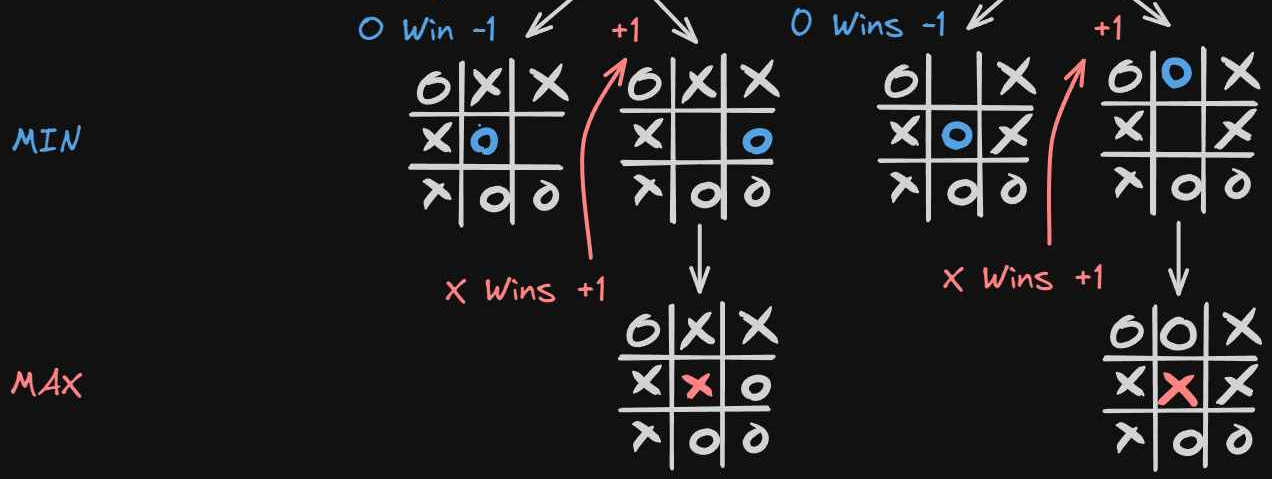 O Win -1 +1 O Wins -1 +1
O X X O X X O X O O X
MIN X O X O X O X X X
X O O X O O X O O X O O
X Wins +1 X Wins +1
O X X O O X
MAX X X O X X X
X O O X O O